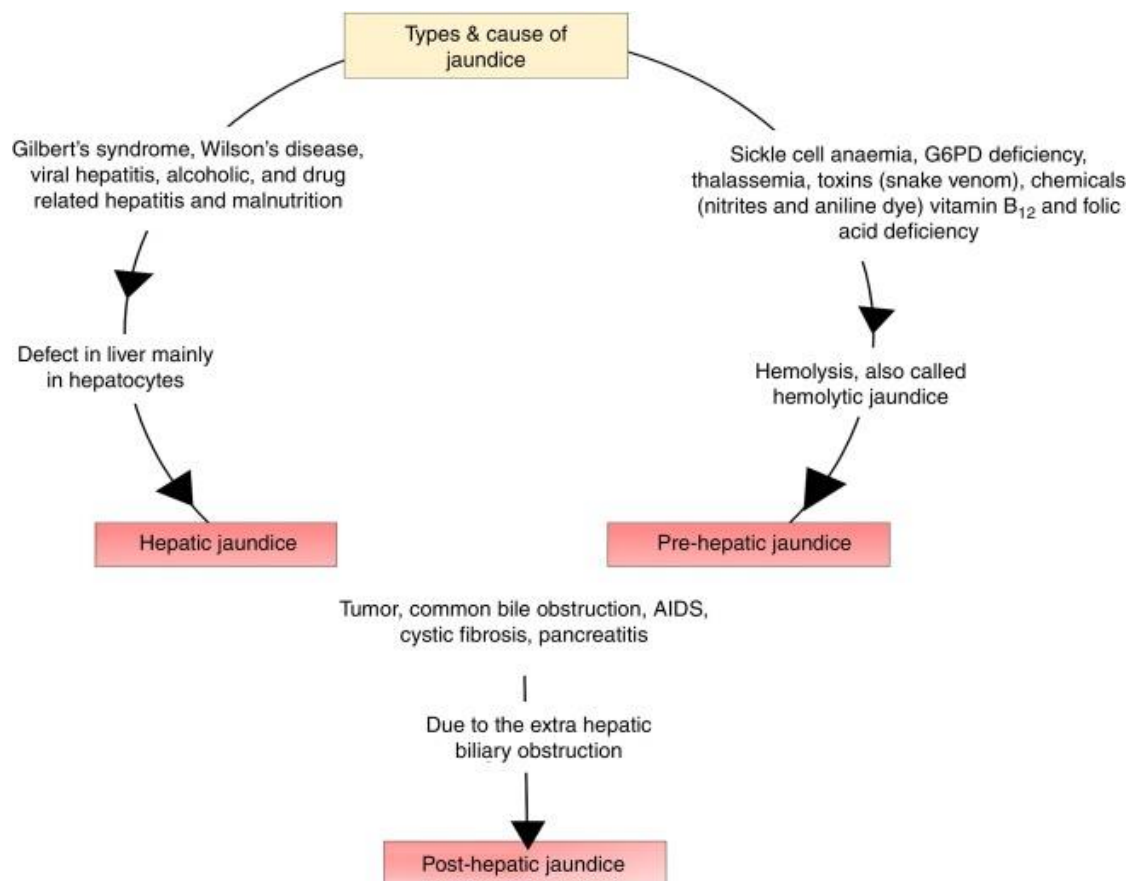 Types & cause of
jaundice
Gilbert's syndrome, Wilson's disease,
viral hepatitis, alcoholic, and drug
related hepatitis and malnutrition
Sickle cell anaemia, G6PD deficiency,
thalassemia, toxins (snake venom), chemicals
(nitrites and aniline dye) vitamin B₁₂ and folic
acid deficiency
Defect in liver mainly
in hepatocytes
Hemolysis, also called
hemolytic jaundice
Hepatic jaundice
Pre-hepatic jaundice
Tumor, common bile obstruction, AIDS,
cystic fibrosis, pancreatitis
Due to the extra hepatic
biliary obstruction
Post-hepatic jaundice